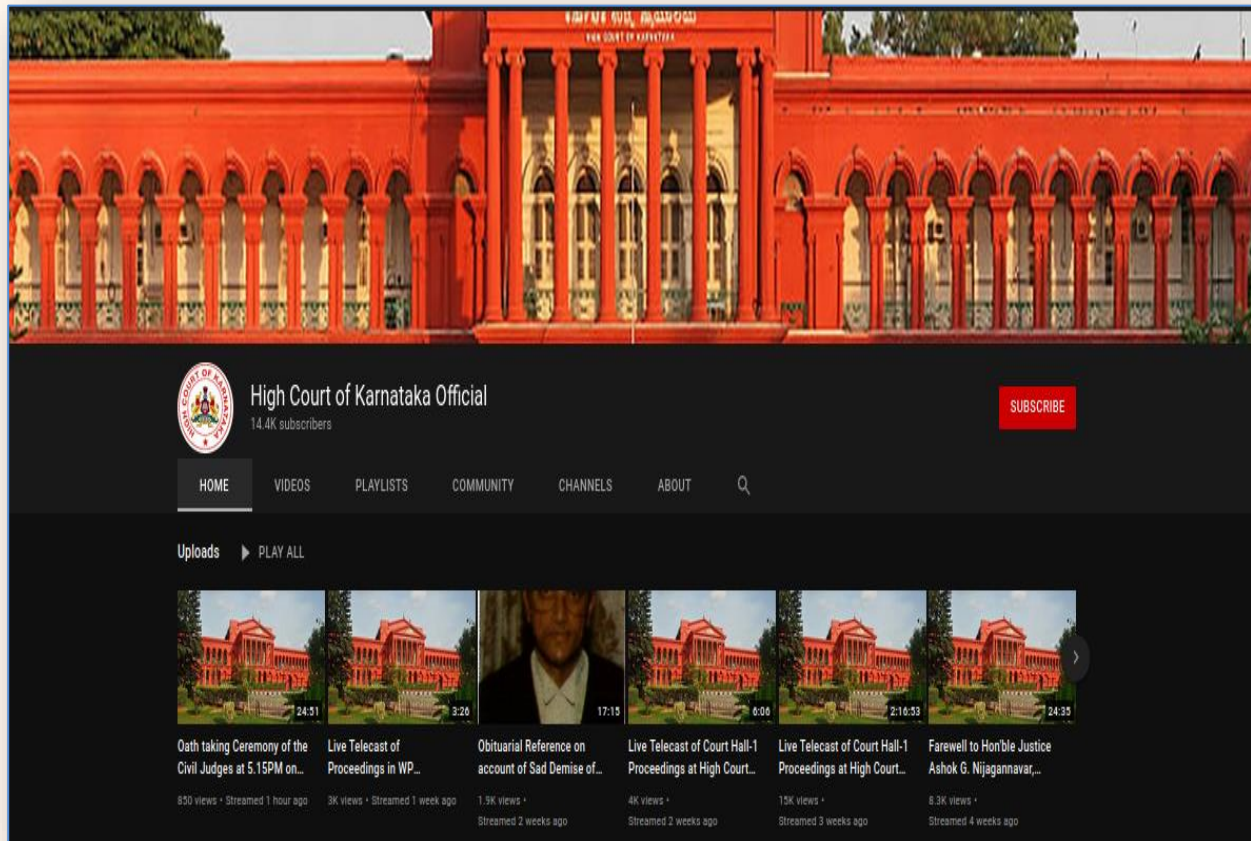 HIGH COURT OF KARNATAKA
HIGH COURT OF KARNATAKA
High Court of Karnataka Official
14.4K subscribers
SUBSCRIBE
HOME VIDEOS PLAYLISTS COMMUNITY CHANNELS ABOUT
Uploads PLAY ALL
24:51 3:26 17:15 6:06 2:16:53 24:35
Oath taking Ceremony of the
Civil Judges at 5.15PM on...
850 views • Streamed 1 hour ago
Live Telecast of
Proceedings in WP...
3K views • Streamed 1 week ago
Obituarial Reference on
account of Sad Demise of...
1.9K views •
Streamed 2 weeks ago
Live Telecast of Court Hall-1
Proceedings at High Court...
4K views •
Streamed 2 weeks ago
Live Telecast of Court Hall-1
Proceedings at High Court...
15K views •
Streamed 3 weeks ago
Farewell to Hon'ble Justice
Ashok G. Nijagannavar,...
8.3K views •
Streamed 4 weeks ago